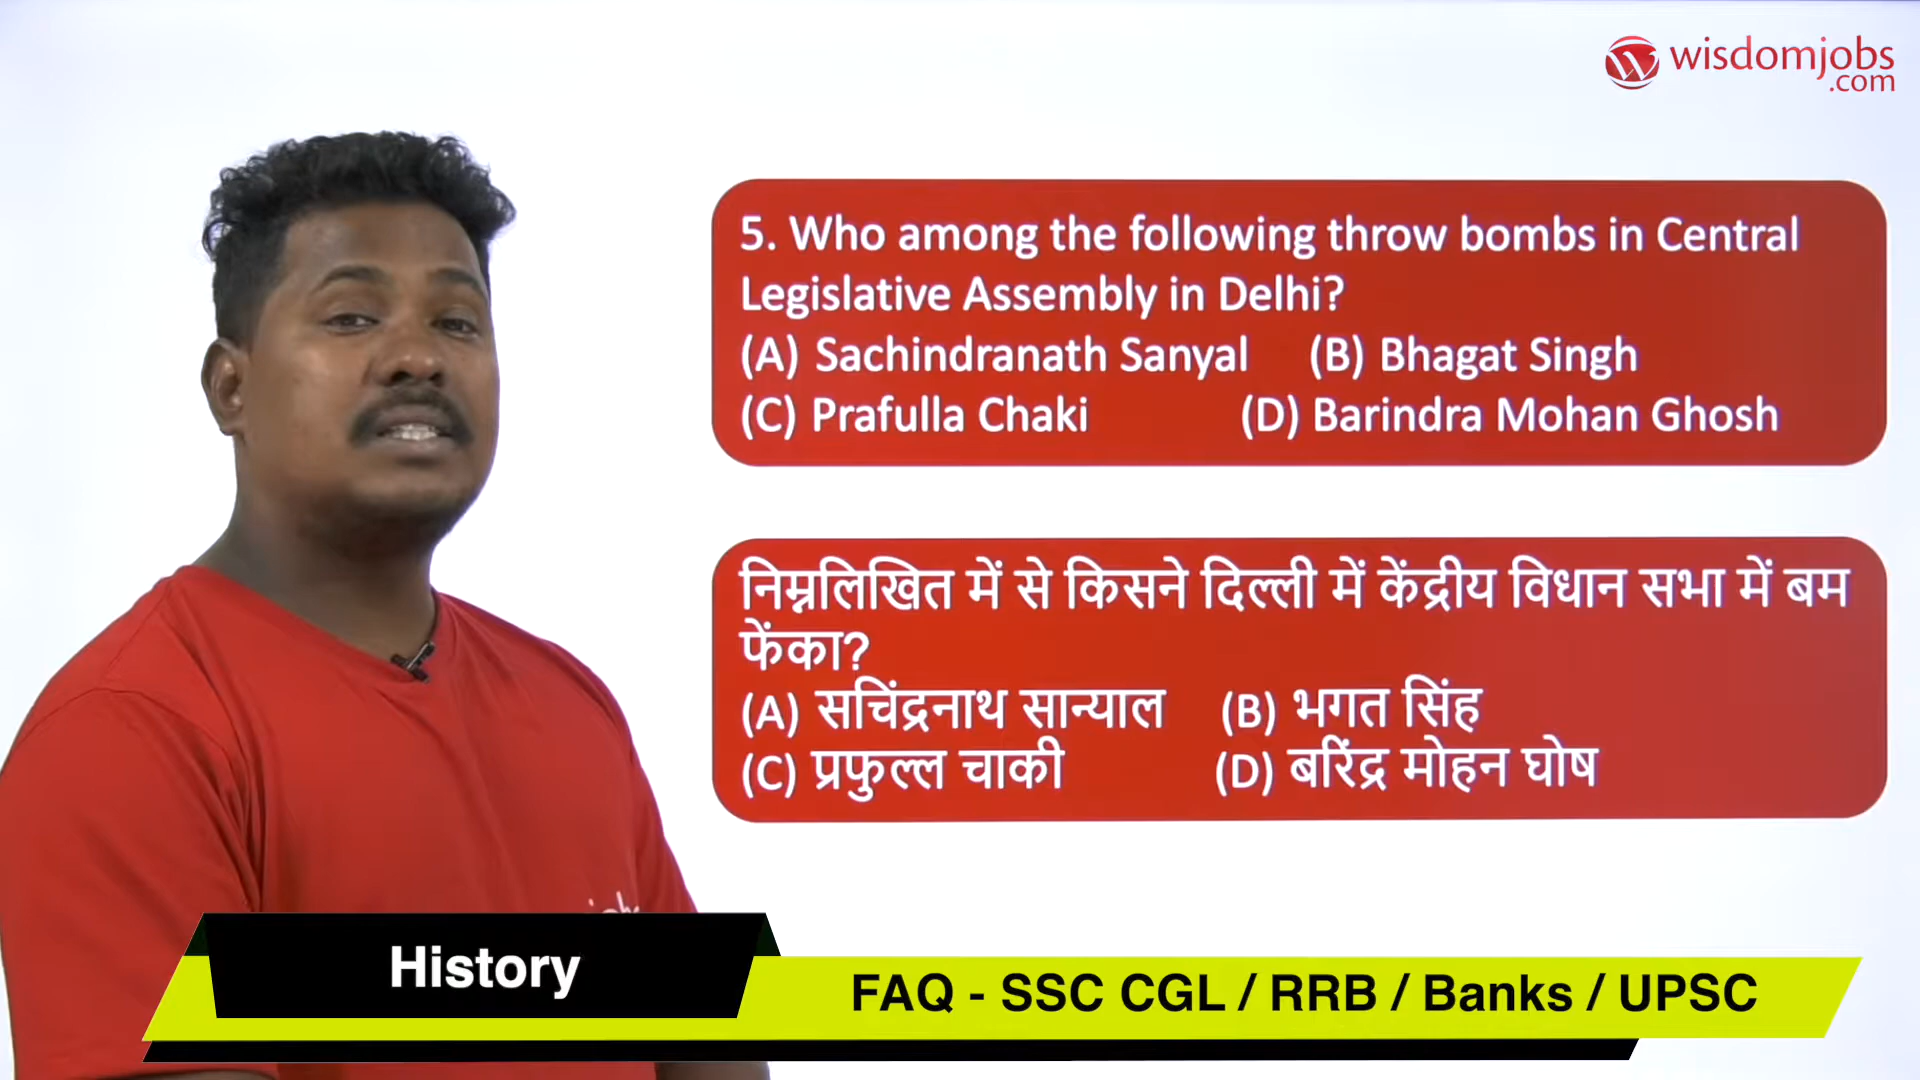 wisdomjobs
.com
5. Who among the following throw bombs in Central
Legislative Assembly in Delhi?
(A) Sachindranath Sanyal (B) Bhagat Singh
(C) Prafulla Chaki (D) Barindra Mohan Ghosh
निम्नलिखित में से किसने दिल्ली में केंद्रीय विधान सभा में बम
फेंका?
(A) सचिंद्रनाथ सान्याल (B) भगत सिंह
(C) प्रफुल्ल चाकी (D) बरिंद्र मोहन घोष
History
FAQ - SSC CGL / RRB / Banks / UPSC